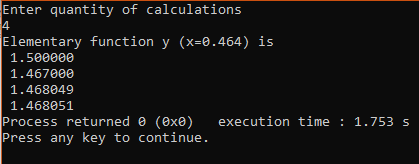 Enter quantity of calculations
4
Elementary function y (x=0.464) is
1.500000
1.467000
1.468049
1.468051
Process returned 0 (0x0)   execution time : 1.753 s
Press any key to continue.